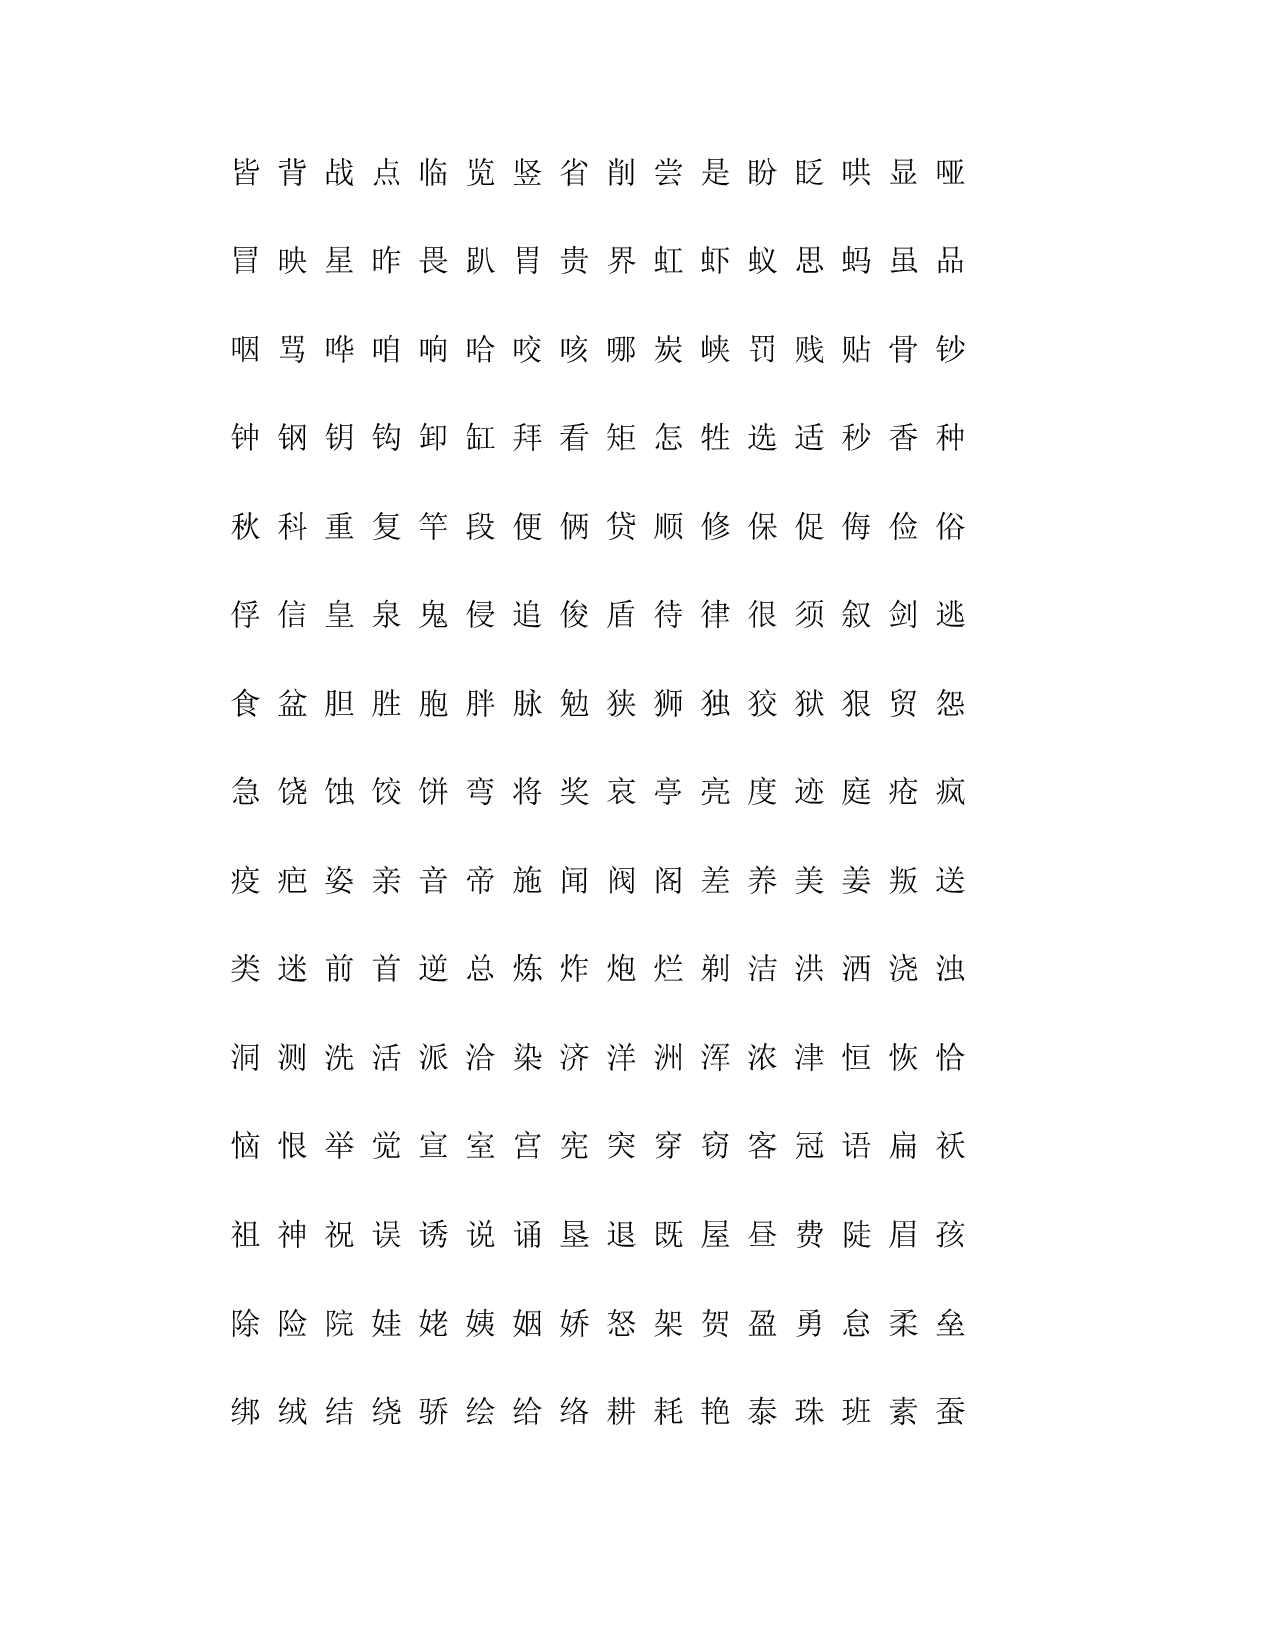 皆 背 战 点 临 览 竖 省 削 尝 是 盼 眨 哄 显 哑
冒 映 星 昨 畏 趴 胃 贵 界 虹 虾 蚁 思 蚂 虽 品
咽 骂 哗 咱 响 哈 咬 咳 哪 炭 峡 罚 贱 贴 骨 钞
钟 钢 钥 钩 卸 缸 拜 看 矩 怎 牲 选 适 秒 香 种
秋 科 重 复 竿 段 便 俩 贷 顺 修 保 促 侮 俭 俗
俘 信 皇 泉 鬼 侵 追 俊 盾 待 律 很 须 叙 剑 逃
食 盆 胆 胜 胞 胖 脉 勉 狭 狮 独 狡 狱 狠 贸 怨
急 饶 蚀 饺 饼 弯 将 奖 哀 亭 亮 度 迹 庭 疮 疯
疫 疤 姿 亲 音 帝 施 闻 阀 阁 差 养 美 姜 叛 送
类 迷 前 首 逆 总 炼 炸 炮 烂 剃 洁 洪 洒 浇 浊
洞 测 洗 活 派 洽 染 济 洋 洲 浑 浓 津 恒 恢 恰
恼 恨 举 觉 宣 室 宫 宪 突 穿 窃 客 冠 语 扁 袄
祖 神 祝 误 诱 说 诵 垦 退 既 屋 昼 费 陡 眉 孩
除 险 院 娃 姥 姨 姻 娇 怒 架 贺 盈 勇 怠 柔 垒
绑 绒 结 绕 骄 绘 给 络 耕 耗 艳 泰 珠 班 素 蚕